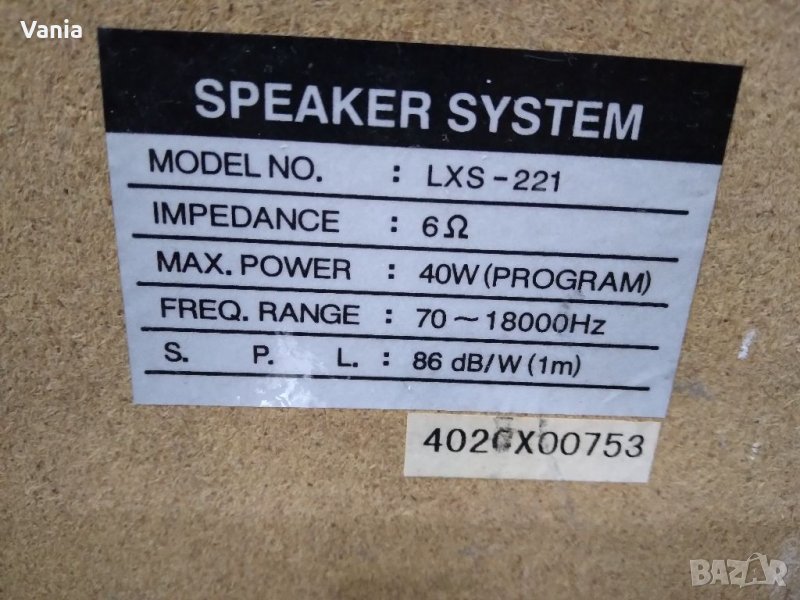 Vania
SPEAKER SYSTEM
MODEL NO. : LXS-221
IMPEDANCE : 6Ω
MAX. POWER : 40W (PROGRAM)
FREQ. RANGE : 70~18000Hz
S. P. L. : 86 dB/W (1m)
BAZAR